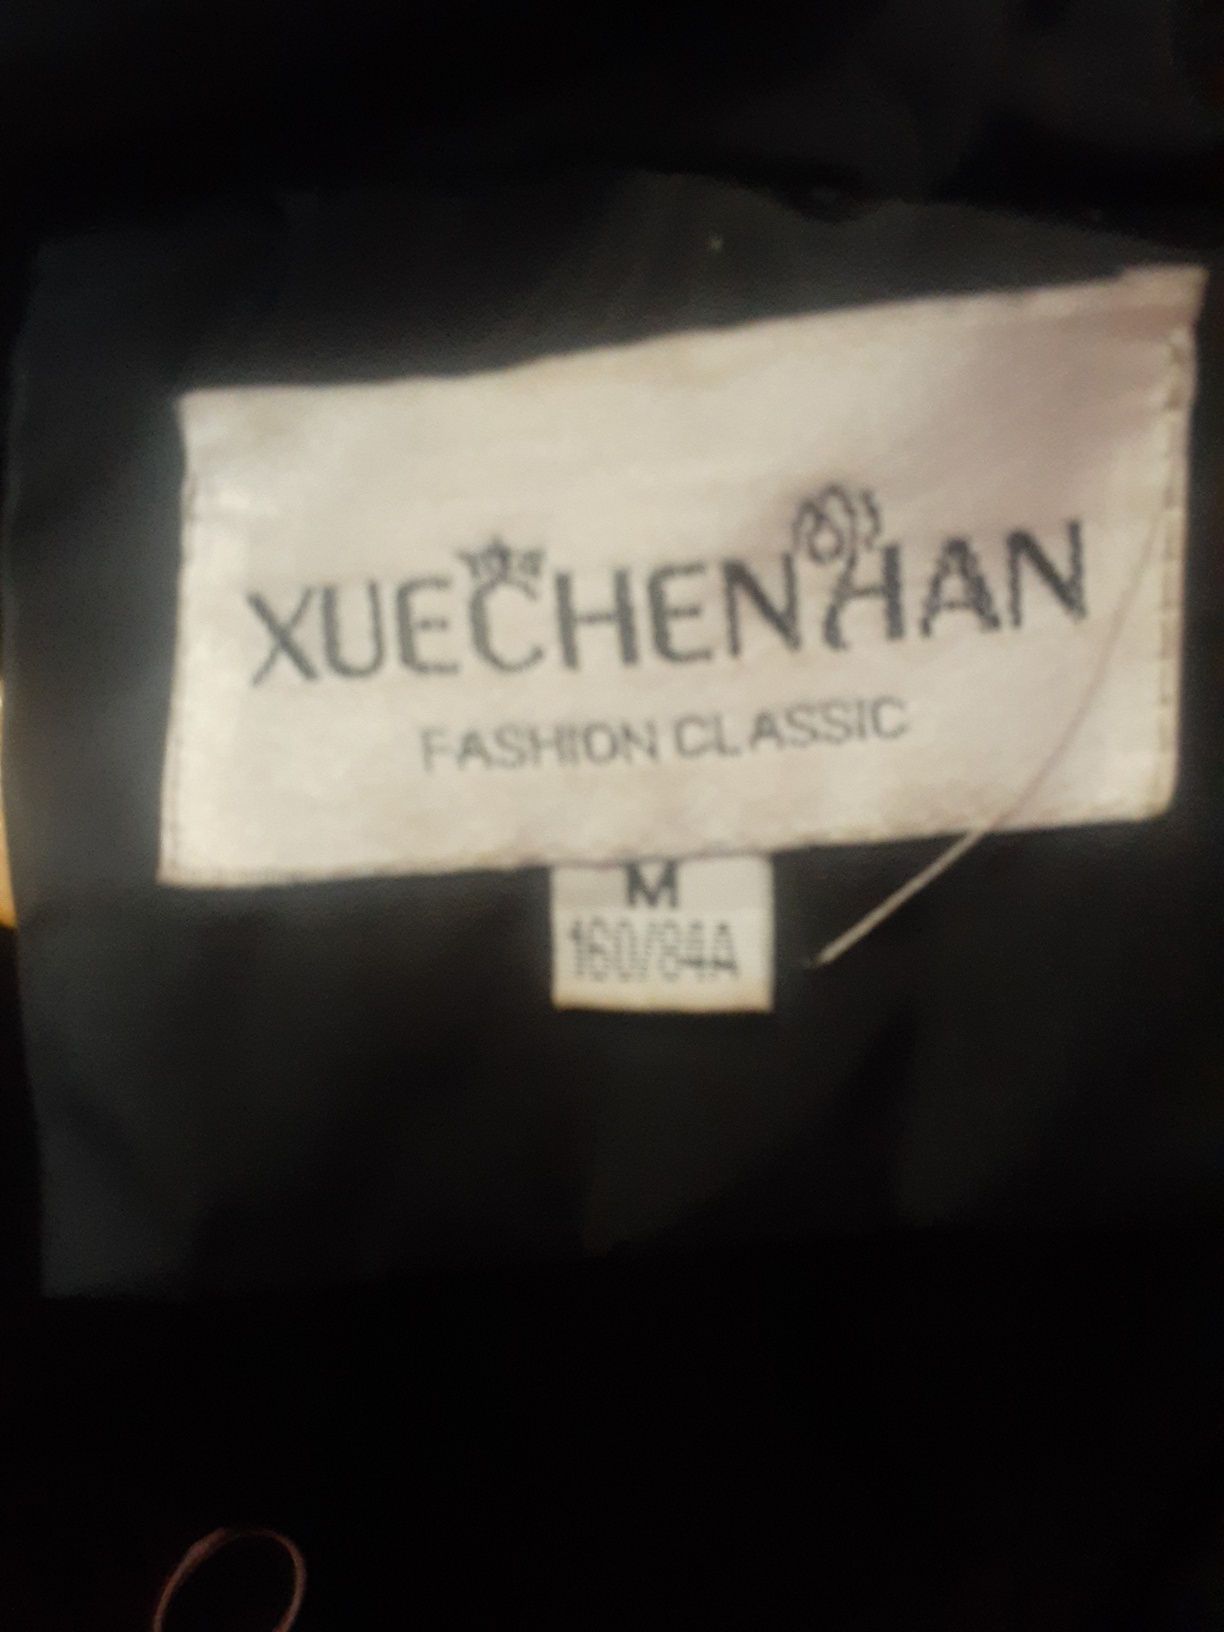 XUECHENHAN
FASHION CLASSIC
M
160/84A